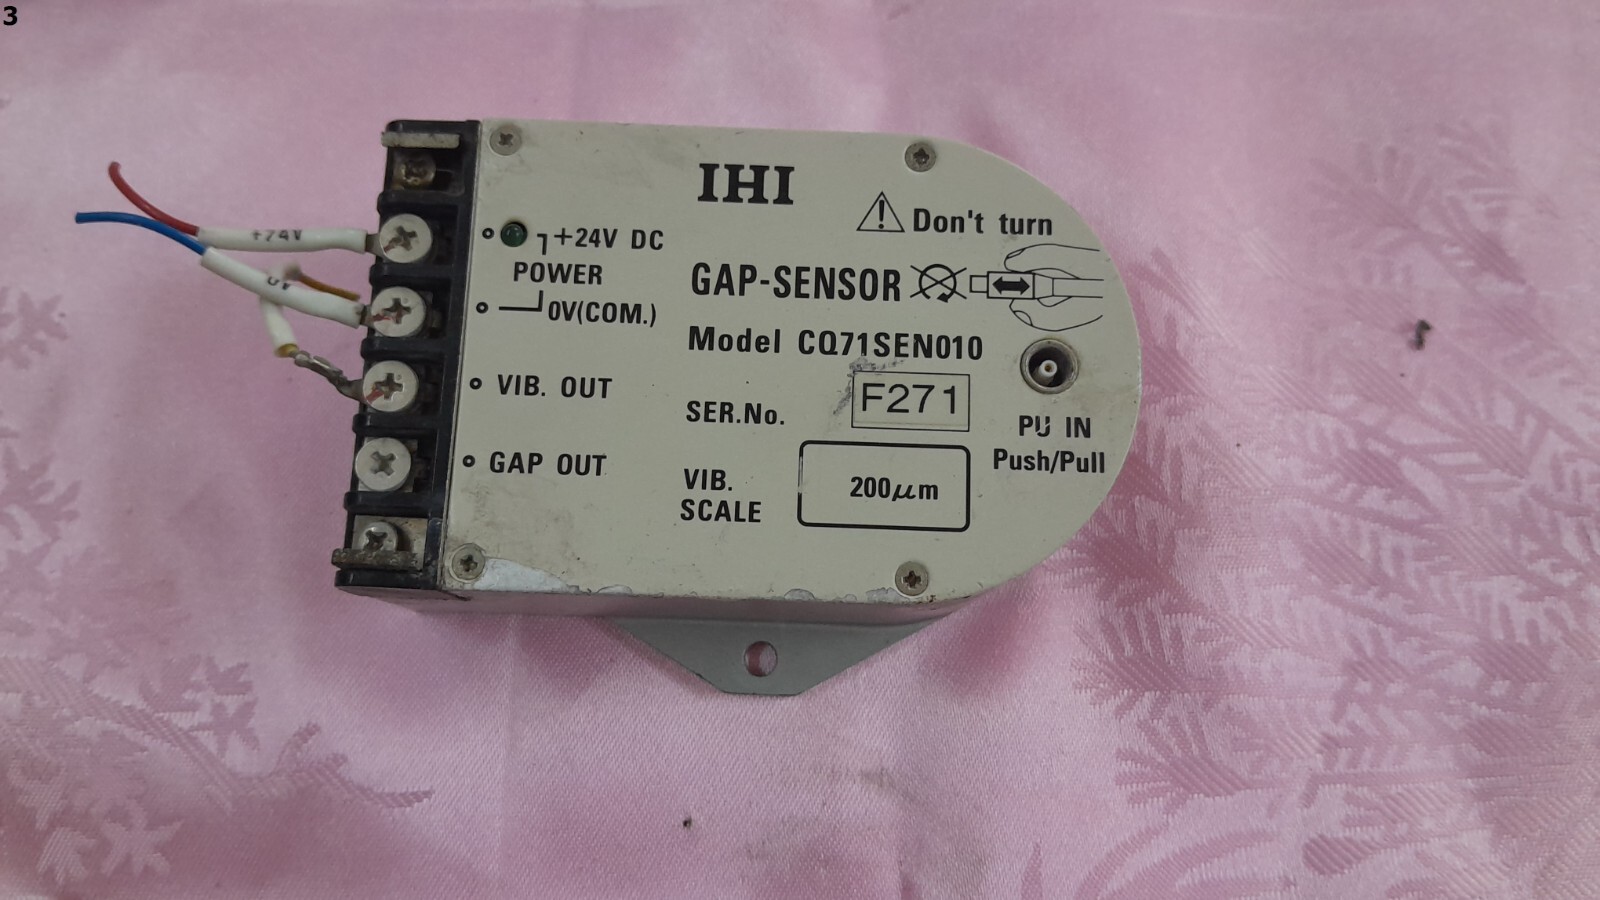 3
IHI
Don't turn
+24V
+24V DC
POWER
0V
0V(COM.)
GAP-SENSOR
Model CQ71SEN010
VIB. OUT
SER.No. F271
PU IN
Push/Pull
GAP OUT
VIB.
SCALE
200μm